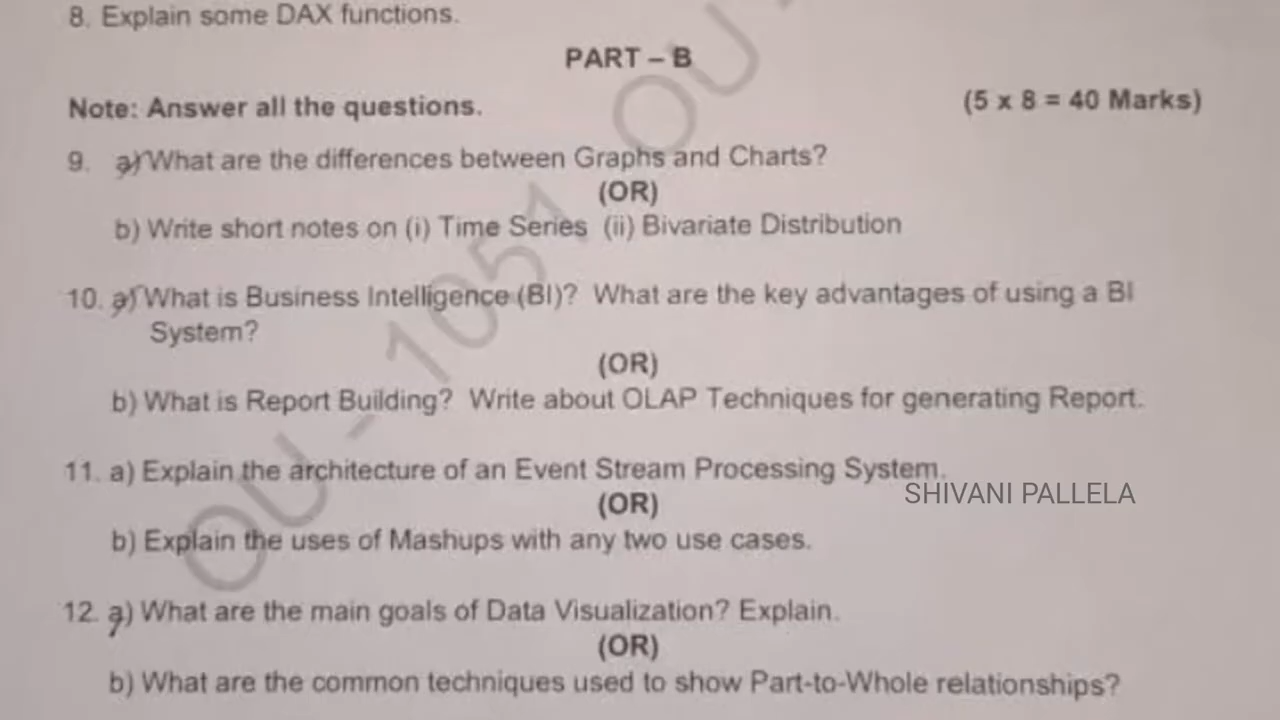 8. Explain some DAX functions.
PART – B
Note: Answer all the questions.
(5 x 8 = 40 Marks)
9. a) What are the differences between Graphs and Charts?
(OR)
b) Write short notes on (i) Time Series (ii) Bivariate Distribution
10. a) What is Business Intelligence (BI)? What are the key advantages of using a BI
System?
(OR)
b) What is Report Building? Write about OLAP Techniques for generating Report.
11. a) Explain the architecture of an Event Stream Processing System.
SHIVANI PALLELA
(OR)
b) Explain the uses of Mashups with any two use cases.
12. a) What are the main goals of Data Visualization? Explain.
(OR)
b) What are the common techniques used to show Part-to-Whole relationships?
OU - 1051 OU -